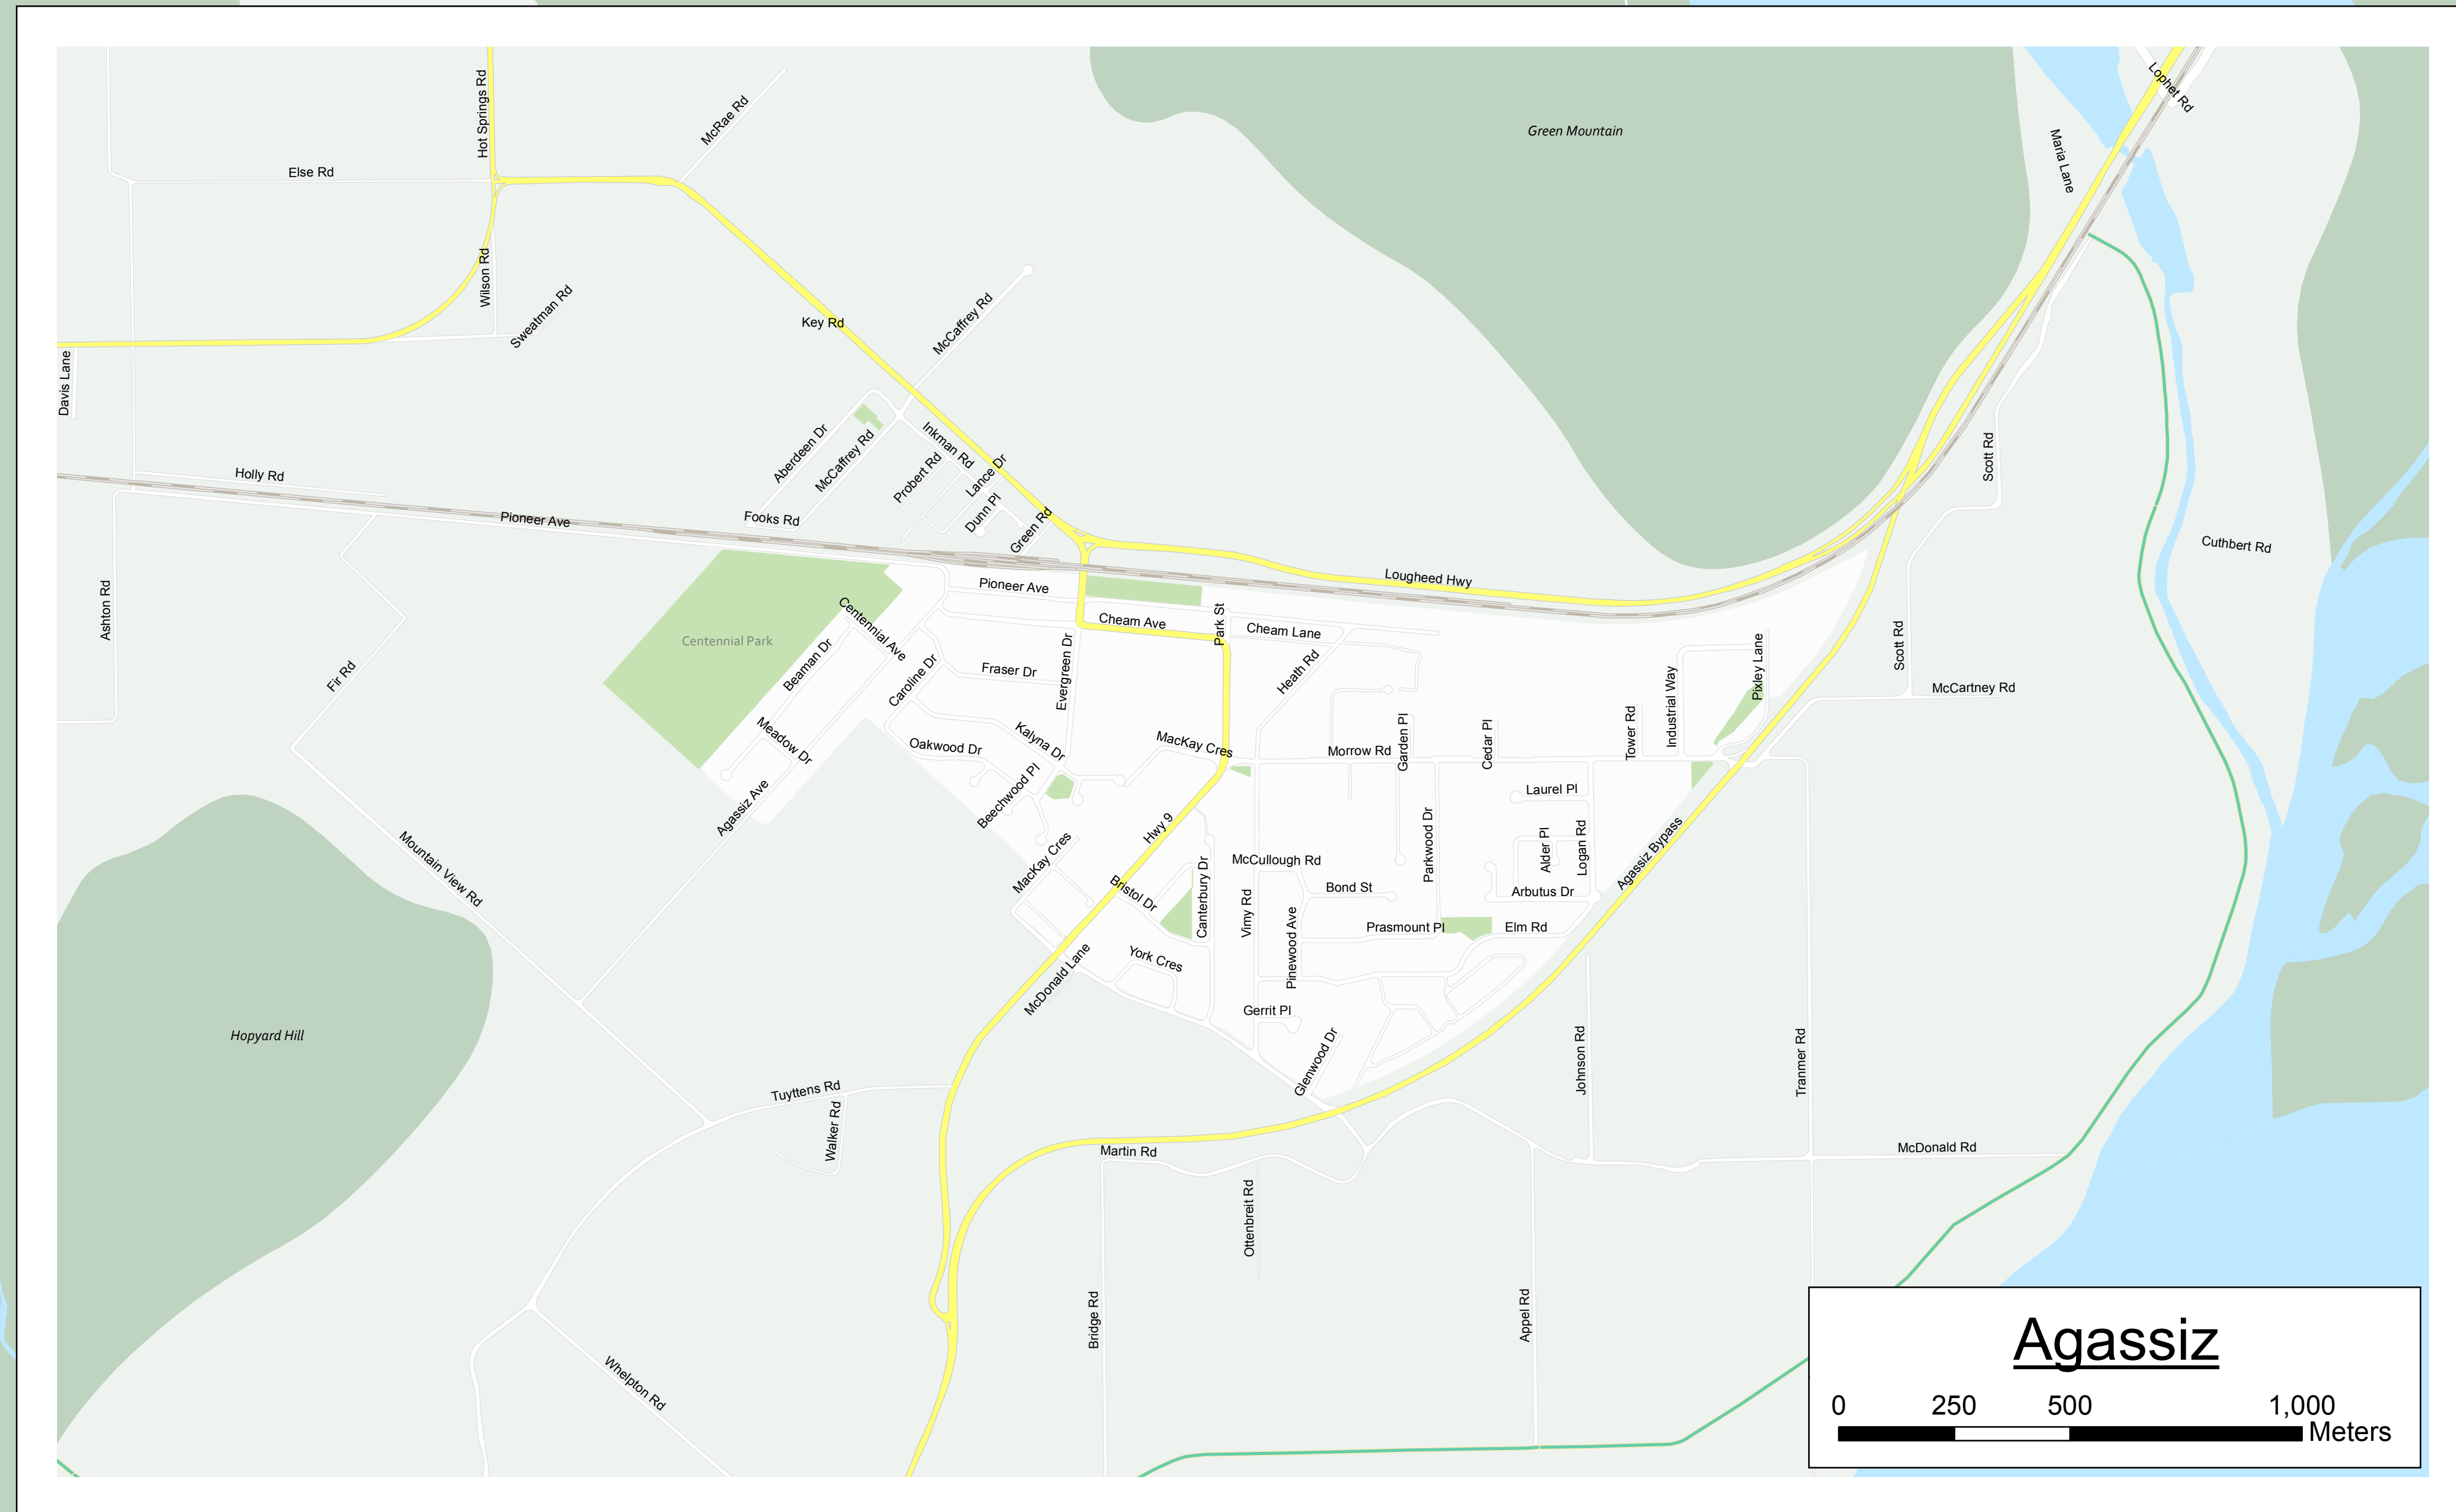 Hot Springs Rd
McRae Rd
Lophet Rd
Green Mountain
Maria Lane
Else Rd
Wilson Rd
Sweatman Rd
Key Rd
McCaffrey Rd
Davis Lane
Aberdeen Dr
McCaffrey Rd
Inkman Rd
Probert Rd
Lance Dr
Dunn Pl
Green Rd
Fooks Rd
Holly Rd
Pioneer Ave
Scott Rd
Cuthbert Rd
Lougheed Hwy
Ashton Rd
Pioneer Ave
Centennial Ave
Cheam Ave
Park St
Cheam Lane
Centennial Park
Beaman Dr
Caroline Dr
Fraser Dr
Evergreen Dr
Heath Rd
Pixley Lane
Scott Rd
Fir Rd
Industrial Way
McCartney Rd
Meadow Dr
Oakwood Dr
Kalyna Dr
MacKay Cres
Morrow Rd
Garden Pl
Cedar Pl
Tower Rd
Agassiz Ave
Beechwood Pl
Laurel Pl
Hwy 9
Mountain View Rd
MacKay Cres
Bristol Dr
Canterbury Dr
McCullough Rd
Parkwood Dr
Alder Pl
Logan Rd
Agassiz Bypass
Bond St
Arbutus Dr
Vimy Rd
Pinewood Ave
Prasmount Pl
Elm Rd
McDonald Lane
York Cres
Gerrit Pl
Glenwood Dr
Hopyard Hill
Johnson Rd
Tranmer Rd
Tuyttens Rd
Walker Rd
Martin Rd
McDonald Rd
Ottenbreit Rd
Bridge Rd
Appel Rd
Whelpton Rd
Agassiz
0 250 500 1,000
Meters